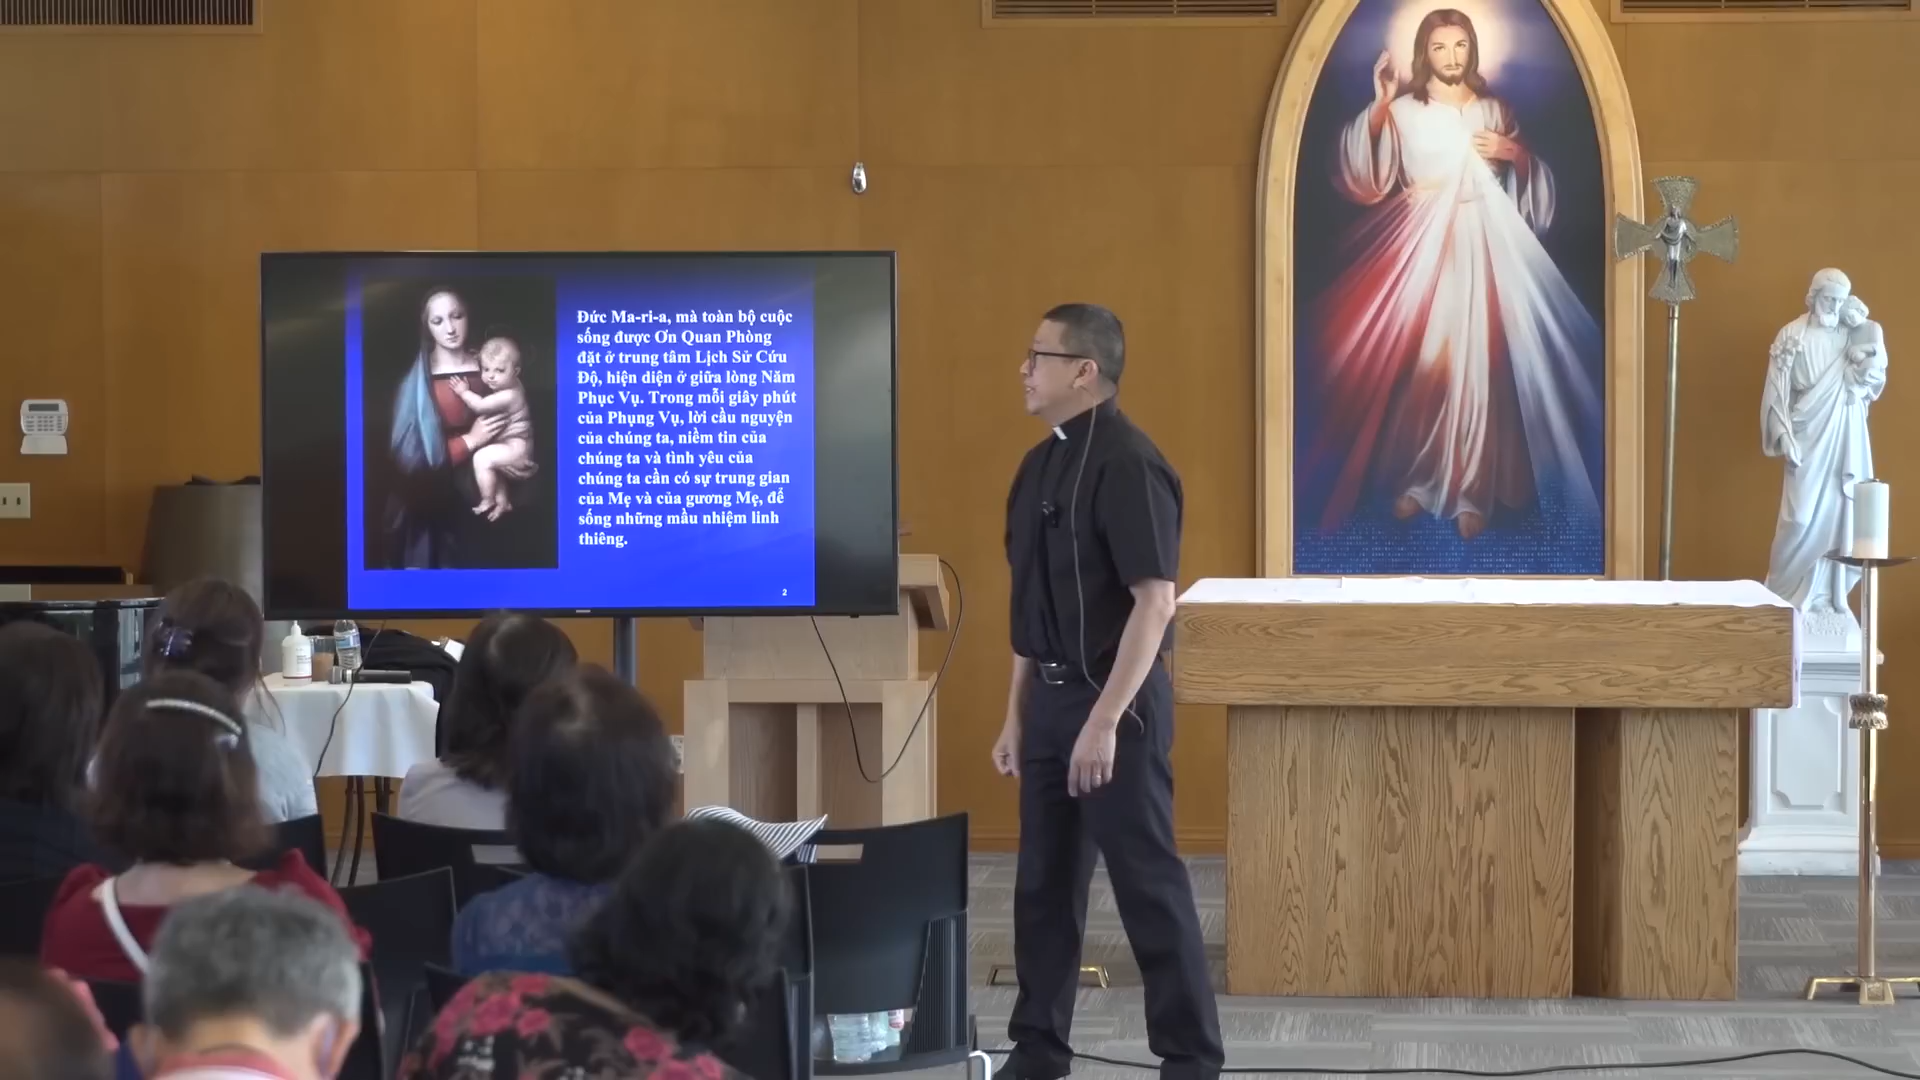 Đức Ma-ri-a, mà toàn bộ cuộc
sống được Ơn Quan Phòng
đặt ở trung tâm Lịch Sử Cứu
Độ, hiện diện ở giữa lòng Năm
Phục Vụ. Trong mỗi giây phút
của Phụng Vụ, lời cầu nguyện
của chúng ta, niềm tin của
chúng ta và tình yêu của
chúng ta cần có sự trung gian
của Mẹ và của gương Mẹ, để
sống những mầu nhiệm linh
thiêng.
2